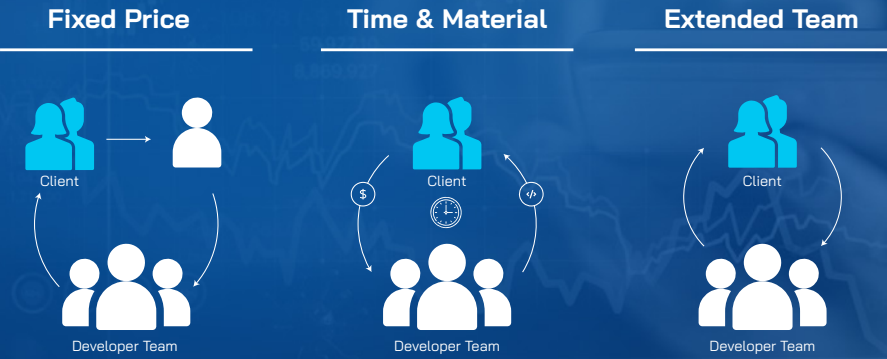 Fixed Price
Time & Material
Extended Team
Client
Client
Client
$
</>
Developer Team
Developer Team
Developer Team